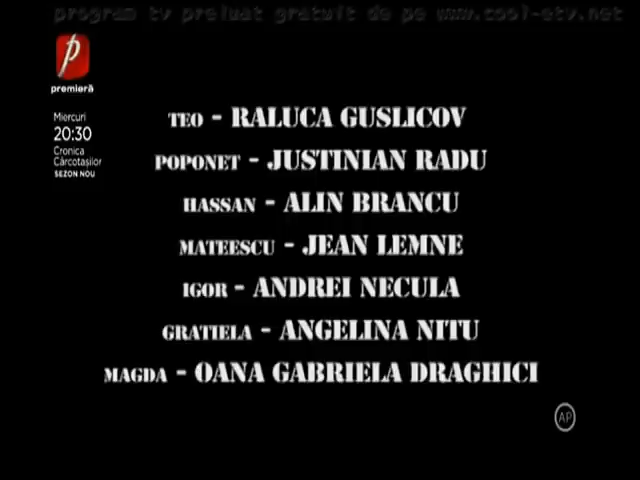 program tv preluat gratuit de pe www.cool-etv.net
p
premieră
Miercuri
20:30
Cronica
Cârcotașilor
SEZON NOU
TEO - RALUCA GUSLICOV
POPONET - JUSTINIAN RADU
HASSAN - ALIN BRANCU
MATEESCU - JEAN LEMNE
IGOR - ANDREI NECULA
GRATIELA - ANGELINA NITU
MAGDA - OANA GABRIELA DRAGHICI
AP